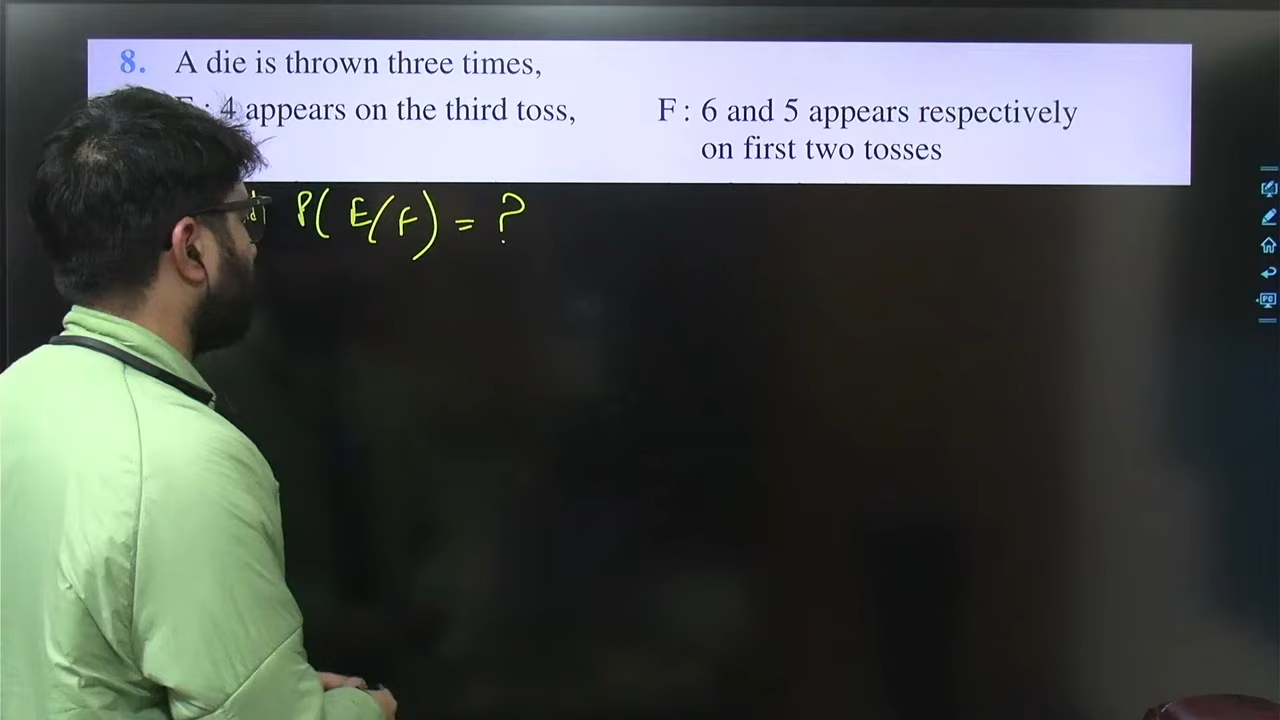 8. A die is thrown three times,
: 4 appears on the third toss,
F : 6 and 5 appears respectively
on first two tosses
P( E/F) = ?
PC